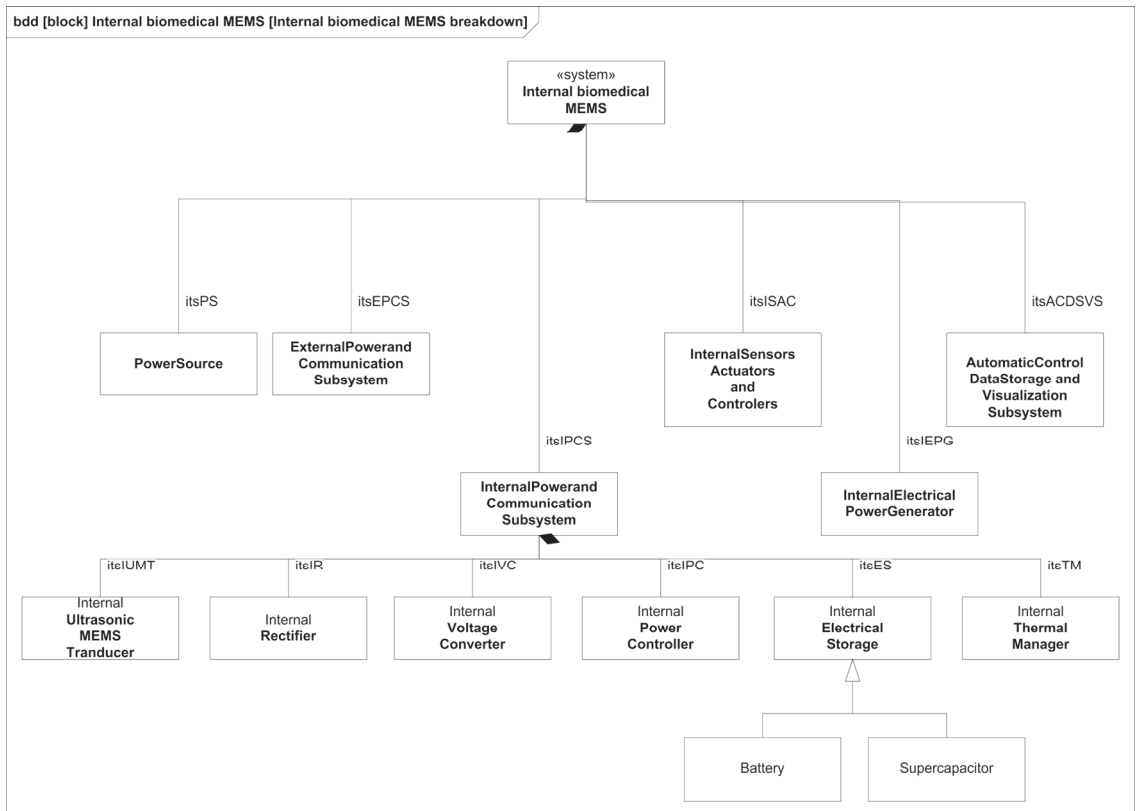 bdd [block] Internal biomedical MEMS [Internal biomedical MEMS breakdown]
«system»
Internal biomedical
MEMS
itsPS
itsEPCS
itsISAC
itsACDSVS
PowerSource
ExternalPowerand
Communication
Subsystem
InternalSensors
Actuators
and
Controlers
AutomaticControl
DataStorage and
Visualization
Subsystem
itsIPCS
itsIEPG
InternalPowerand
Communication
Subsystem
InternalElectrical
PowerGenerator
itsIUMT
itsIR
itsIVC
itsIPC
itsES
itsTM
Internal
Ultrasonic
MEMS
Tranducer
Internal
Rectifier
Internal
Voltage
Converter
Internal
Power
Controller
Internal
Electrical
Storage
Internal
Thermal
Manager
Battery
Supercapacitor